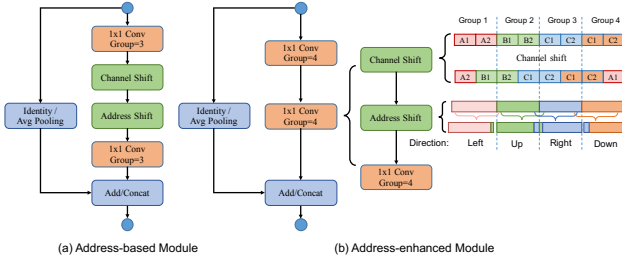 1x1 Conv
Group=3
Channel Shift
Address Shift
1x1 Conv
Group=3
Identity /
Avg Pooling
Add/Concat
(a) Address-based Module
1x1 Conv
Group=4
1x1 Conv
Group=4
Identity /
Avg Pooling
Add/Concat
Channel Shift
Address Shift
1x1 Conv
Group=4
Group 1 Group 2 Group 3 Group 4
A1 A2 B1 B2 C1 C2 C1 C2
Channel shift
A2 B1 B2 C1 C2 C1 C2 A1
Direction: Left Up Right Down
(b) Address-enhanced Module